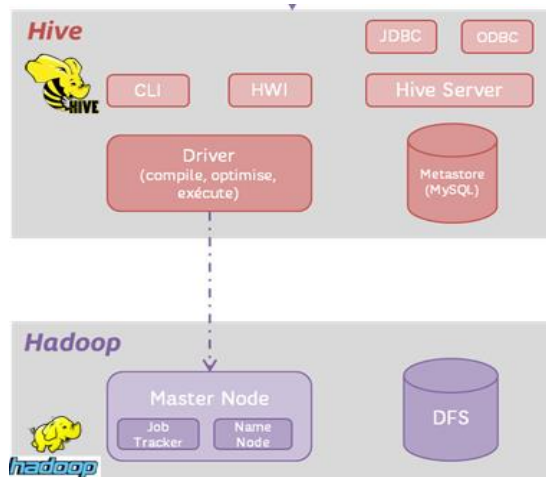 Hive
JDBC
ODBC
HIVE
CLI
HWI
Hive Server
Driver
(compile, optimise,
exécute)
Metastore
(MySQL)
Hadoop
Master Node
Job
Tracker
Name
Node
DFS
hadoop